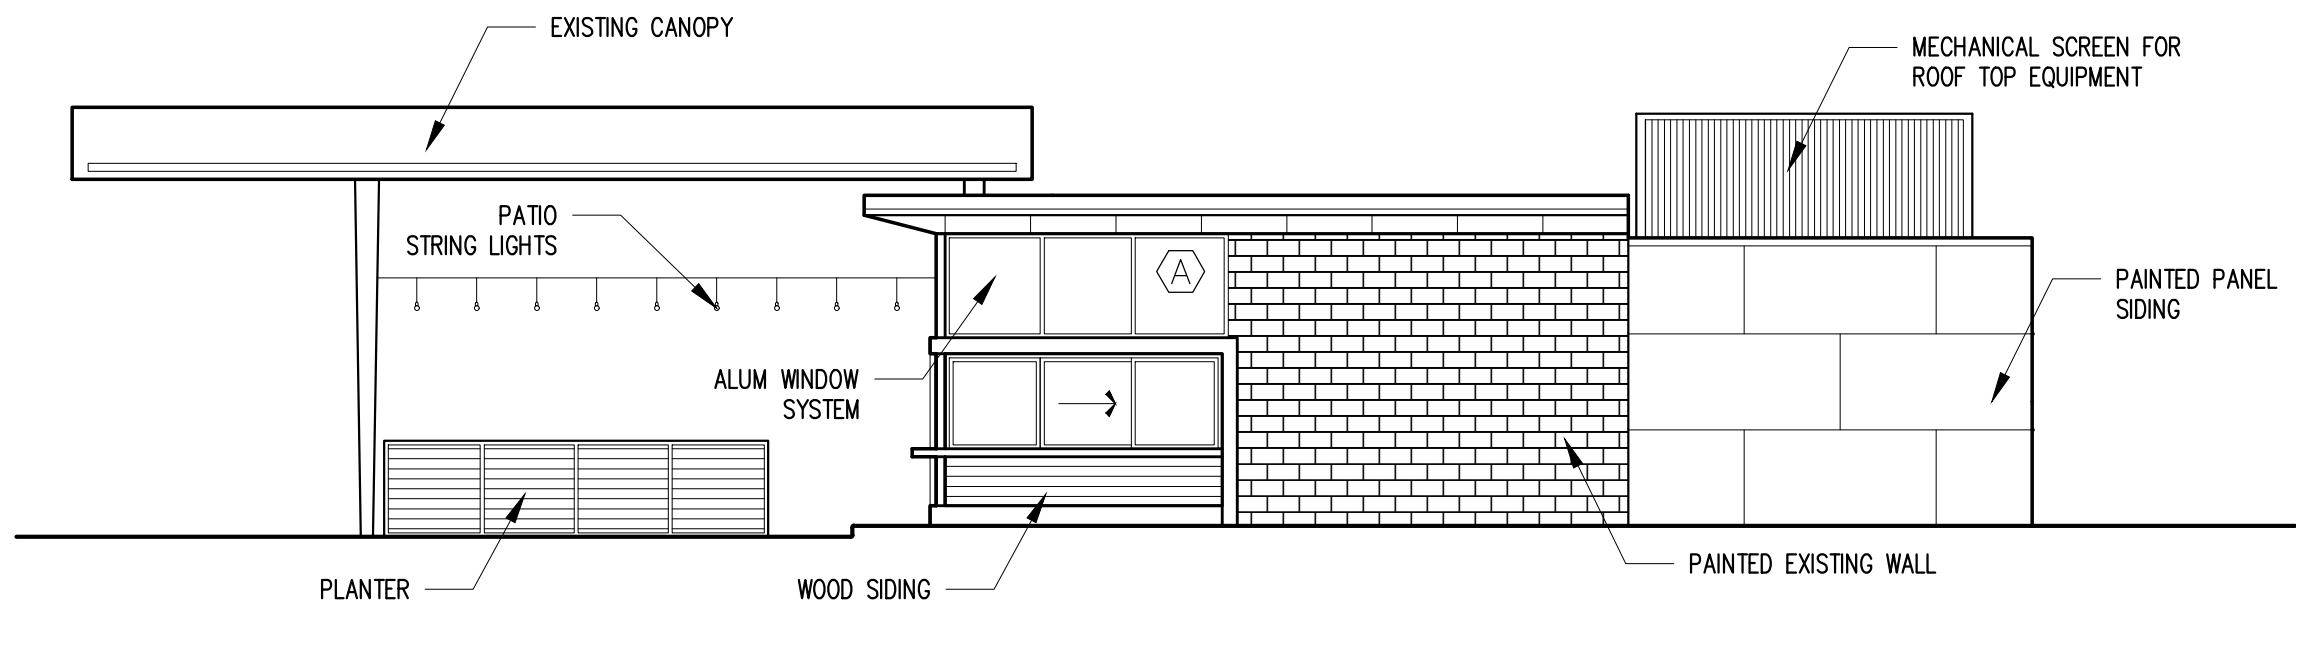 EXISTING CANOPY
MECHANICAL SCREEN FOR
ROOF TOP EQUIPMENT
PATIO
STRING LIGHTS
A
PAINTED PANEL
SIDING
ALUM WINDOW
SYSTEM
PAINTED EXISTING WALL
PLANTER
WOOD SIDING